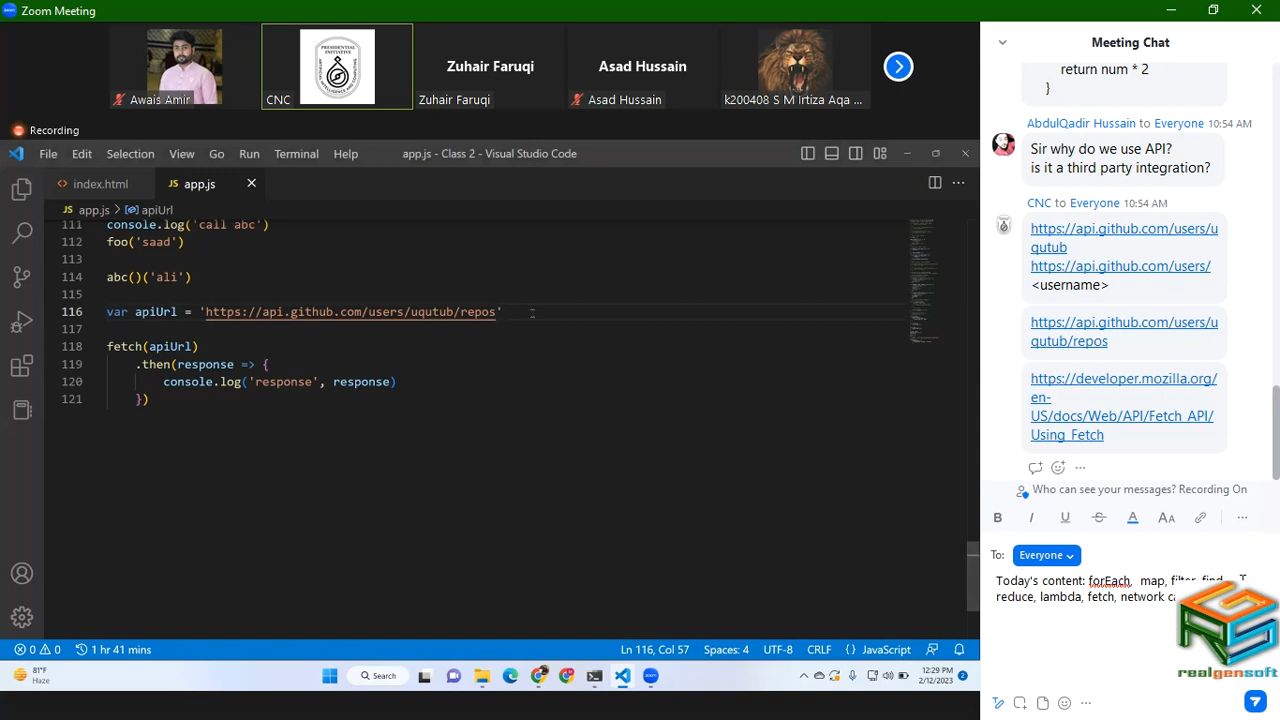 Zoom Meeting
PRESIDENTIAL
INITIATIVE
Zuhair Faruqi
Asad Hussain
Awais Amir
CNC
Zuhair Faruqi
Asad Hussain
k200408 S M Irtiza Aqa ...
Recording
File Edit Selection View Go Run Terminal Help
app.js - Class 2 - Visual Studio Code
index.html
app.js
app.js > apiUrl
111 console.log('call abc')
112 foo('saad')
113
114 abc()('ali')
115
116 var apiUrl = 'https://api.github.com/users/uqutub/repos'
117
118 fetch(apiUrl)
119 .then(response => {
120 console.log('response', response)
121 })
0 0 1 hr 41 mins
Ln 116, Col 57 Spaces: 4 UTF-8 CRLF {} JavaScript
81°F
Haze
Search
12:29 PM
2/12/2023
2
Meeting Chat
return num * 2
}
AbdulQadir Hussain to Everyone 10:54 AM
Sir why do we use API?
is it a third party integration?
CNC to Everyone 10:54 AM
https://api.github.com/users/u
qutub
https://api.github.com/users/
<username>
https://api.github.com/users/u
qutub/repos
https://developer.mozilla.org/
en-
US/docs/Web/API/Fetch_API/
Using_Fetch
Who can see your messages? Recording On
B I U S A AA
To: Everyone
Today's content: forEach, map, filter, find,
reduce, lambda, fetch, network
realgensoft